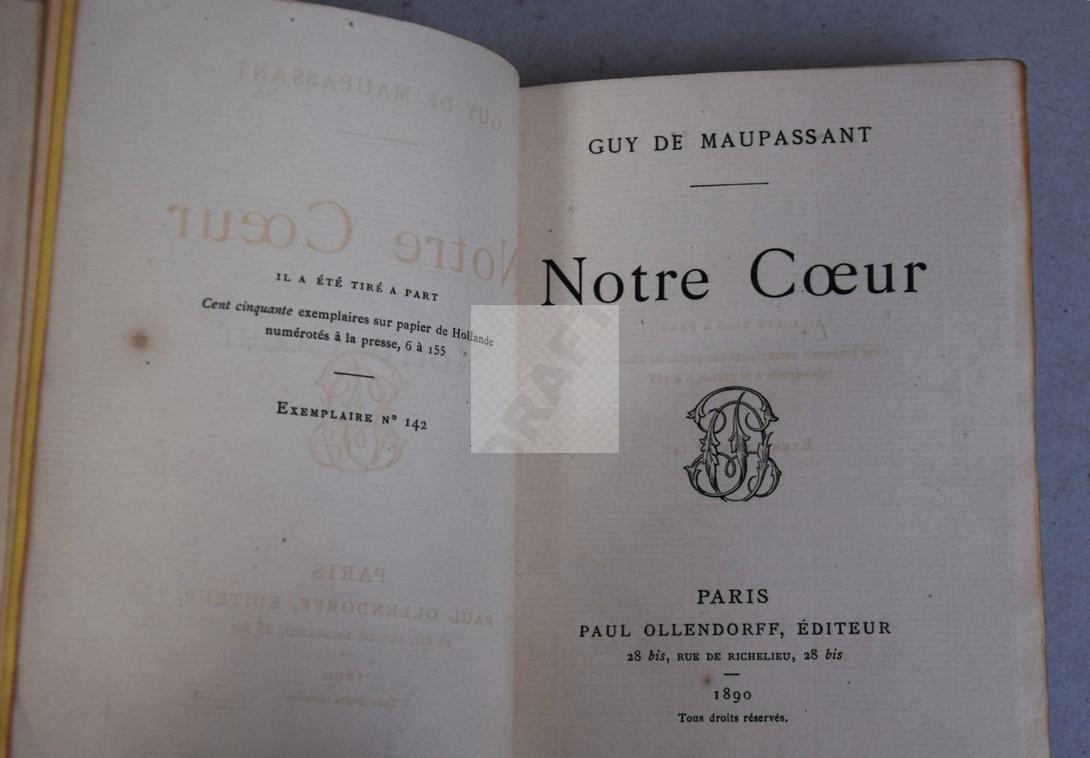 IL A ÉTÉ TIRÉ A PART
Cent cinquante exemplaires sur papier de Hollande
numérotés à la presse, 6 à 155
EXEMPLAIRE Nº 142
DRAFT
GUY DE MAUPASSANT
Notre Cœur
PARIS
PAUL OLLENDORFF, ÉDITEUR
28 bis, RUE DE RICHELIEU, 28 bis
1890
Tous droits réservés.